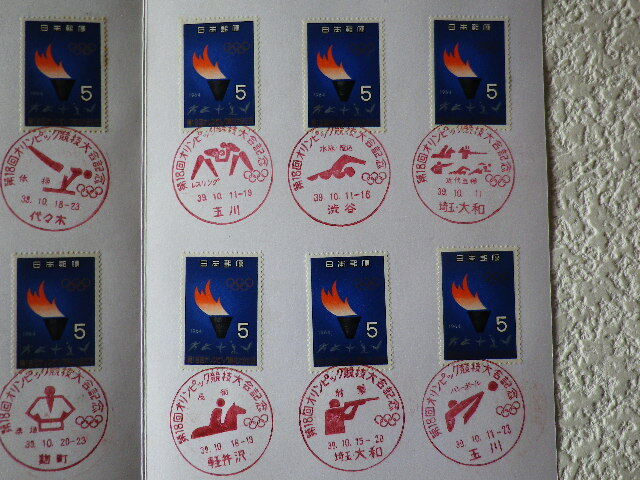 日本郵便
1964
5
日本郵便
1964
5
日本郵便
1964
5
日本郵便
1964
5
第18回オリンピック競技大会記念
体操
39.10.18-23
代々木
第18回オリンピック競技大会記念
レスリング
39.10.11-19
玉川
第18回オリンピック競技大会記念
水泳
39.10.11-18
渋谷
第18回オリンピック競技大会記念
近代五種
39.10.11
埼玉・大和
日本郵便
1964
5
日本郵便
1964
5
日本郵便
1964
5
日本郵便
1964
5
第18回オリンピック競技大会記念
柔道
39.10.20-23
麹町
第18回オリンピック競技大会記念
馬術
39.10.18-19
軽井沢
第18回オリンピック競技大会記念
射撃
39.10.15-20
埼玉・大和
第18回オリンピック競技大会記念
バレーボール
39.10.11-23
玉川